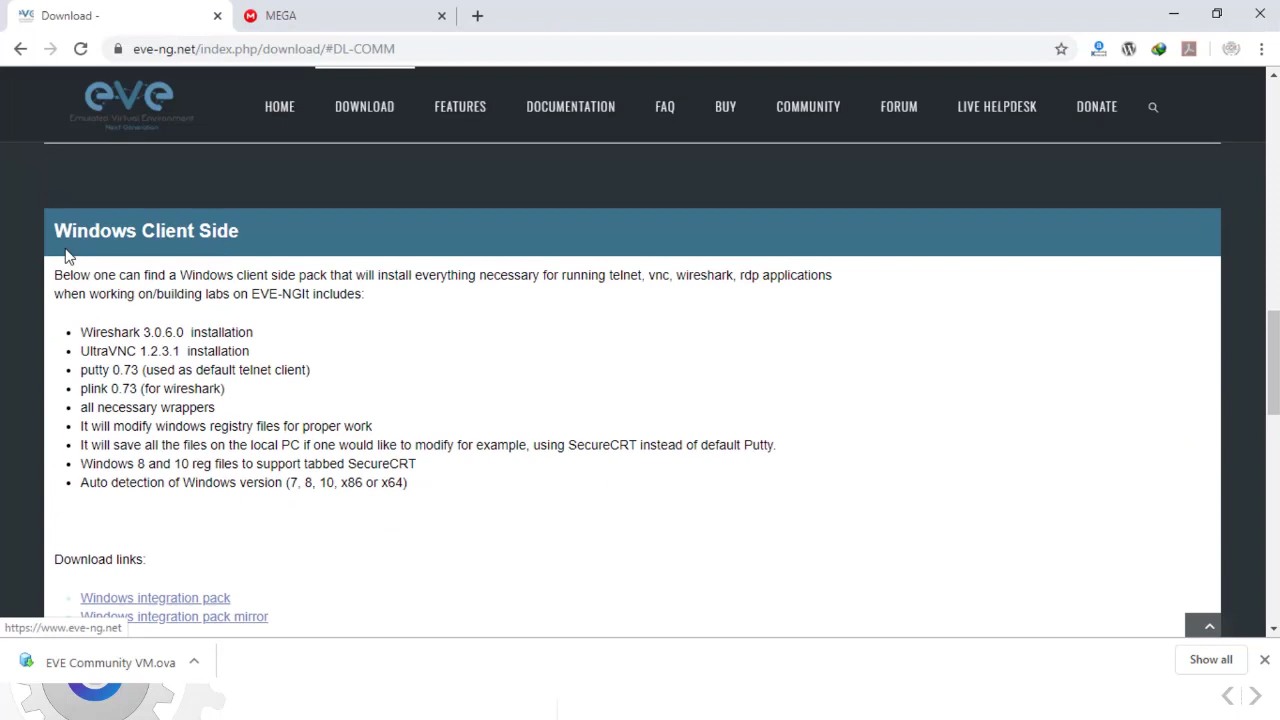 Download -
MEGA
eve-ng.net/index.php/download/#DL-COMM
eve
Emulated Virtual Environment
Next Generation
HOME
DOWNLOAD
FEATURES
DOCUMENTATION
FAQ
BUY
COMMUNITY
FORUM
LIVE HELPDESK
DONATE
Windows Client Side
Below one can find a Windows client side pack that will install everything necessary for running telnet, vnc, wireshark, rdp applications
when working on/building labs on EVE-NGIt includes:
Wireshark 3.0.6.0 installation
UltraVNC 1.2.3.1 installation
putty 0.73 (used as default telnet client)
plink 0.73 (for wireshark)
all necessary wrappers
It will modify windows registry files for proper work
It will save all the files on the local PC if one would like to modify for example, using SecureCRT instead of default Putty.
Windows 8 and 10 reg files to support tabbed SecureCRT
Auto detection of Windows version (7, 8, 10, x86 or x64)
Download links:
Windows integration pack
Windows integration pack mirror
https://www.eve-ng.net
EVE Community VM.ova
Show all